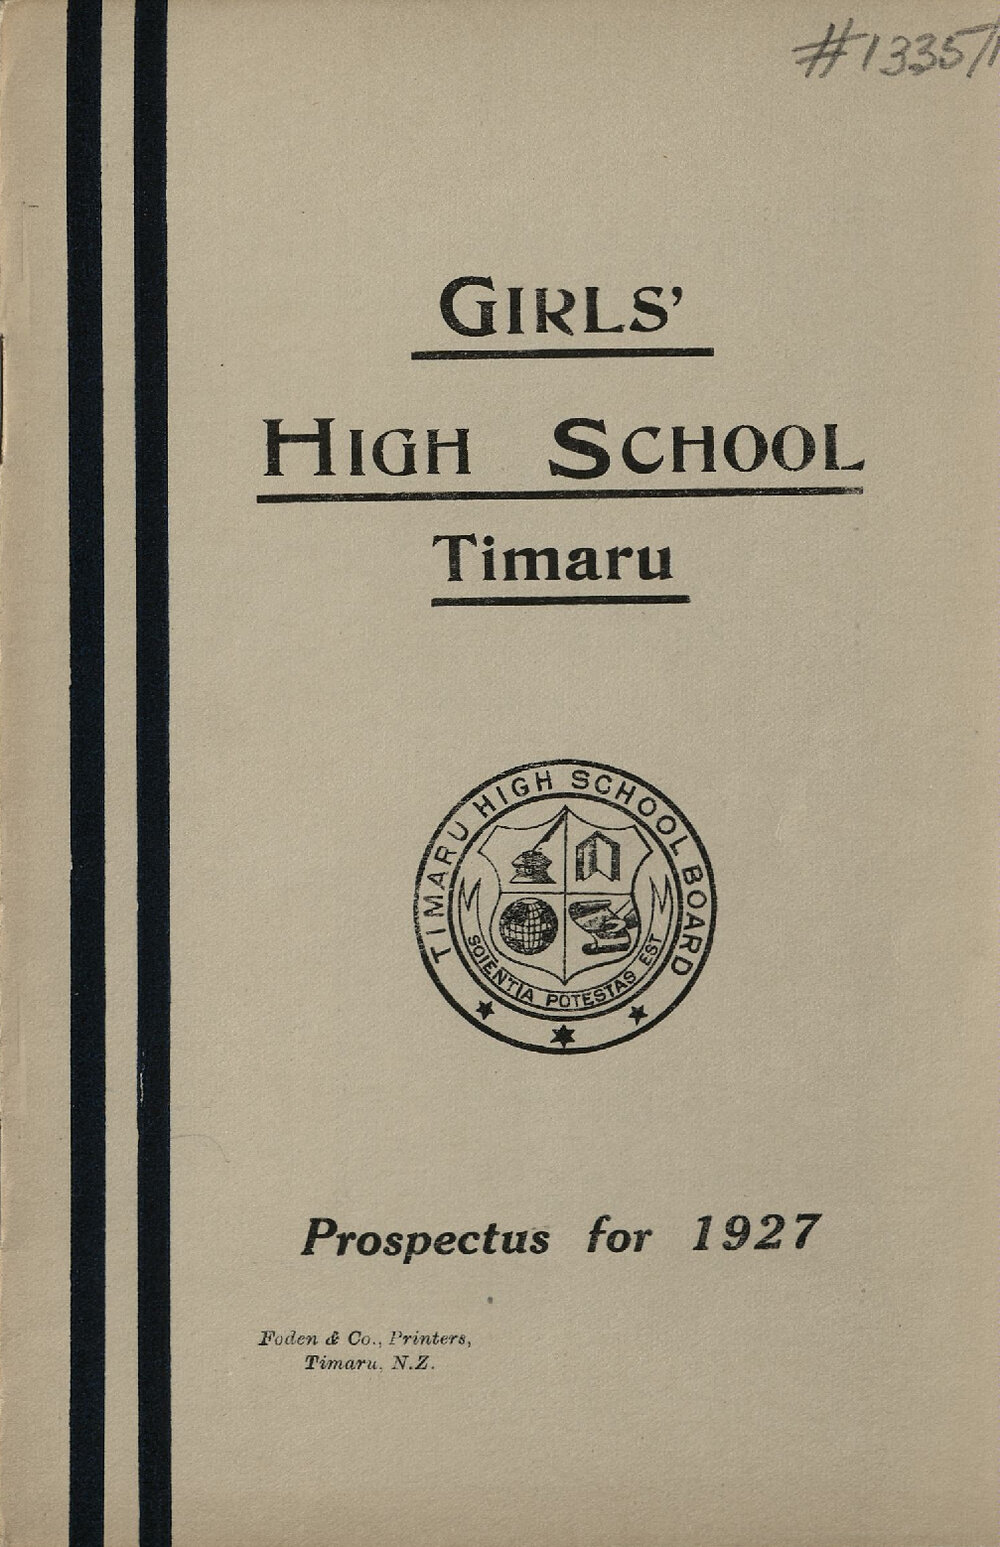 #1335/1
GIRLS'
HIGH SCHOOL
Timaru
TIMARU HIGH SCHOOL BOARD
SCIENTIA POTESTAS EST
Prospectus for 1927
Foden & Co., Printers,
Timaru, N.Z.